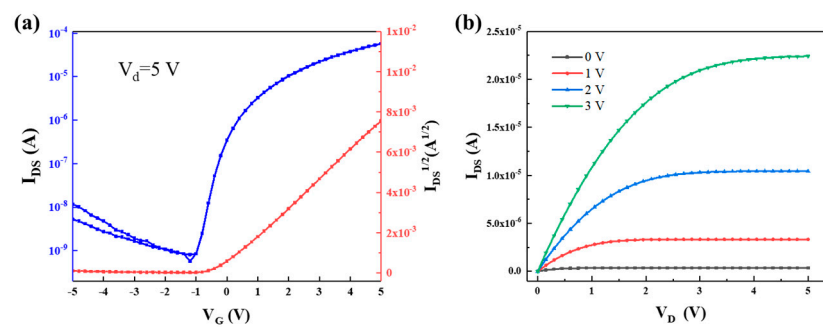 (a)
V_d=5 V
I_DS (A)
10^-4
10^-5
10^-6
10^-7
10^-8
10^-9
-5 -4 -3 -2 -1 0 1 2 3 4 5
V_G (V)
1x10^-2
1x10^-2
8x10^-3
6x10^-3
4x10^-3
2x10^-3
0
I_DS^1/2 (A^1/2)
(b)
0 V
1 V
2 V
3 V
I_DS (A)
2.5x10^-5
2.0x10^-5
1.5x10^-5
1.0x10^-5
5.0x10^-6
0.0
0 1 2 3 4 5
V_D (V)